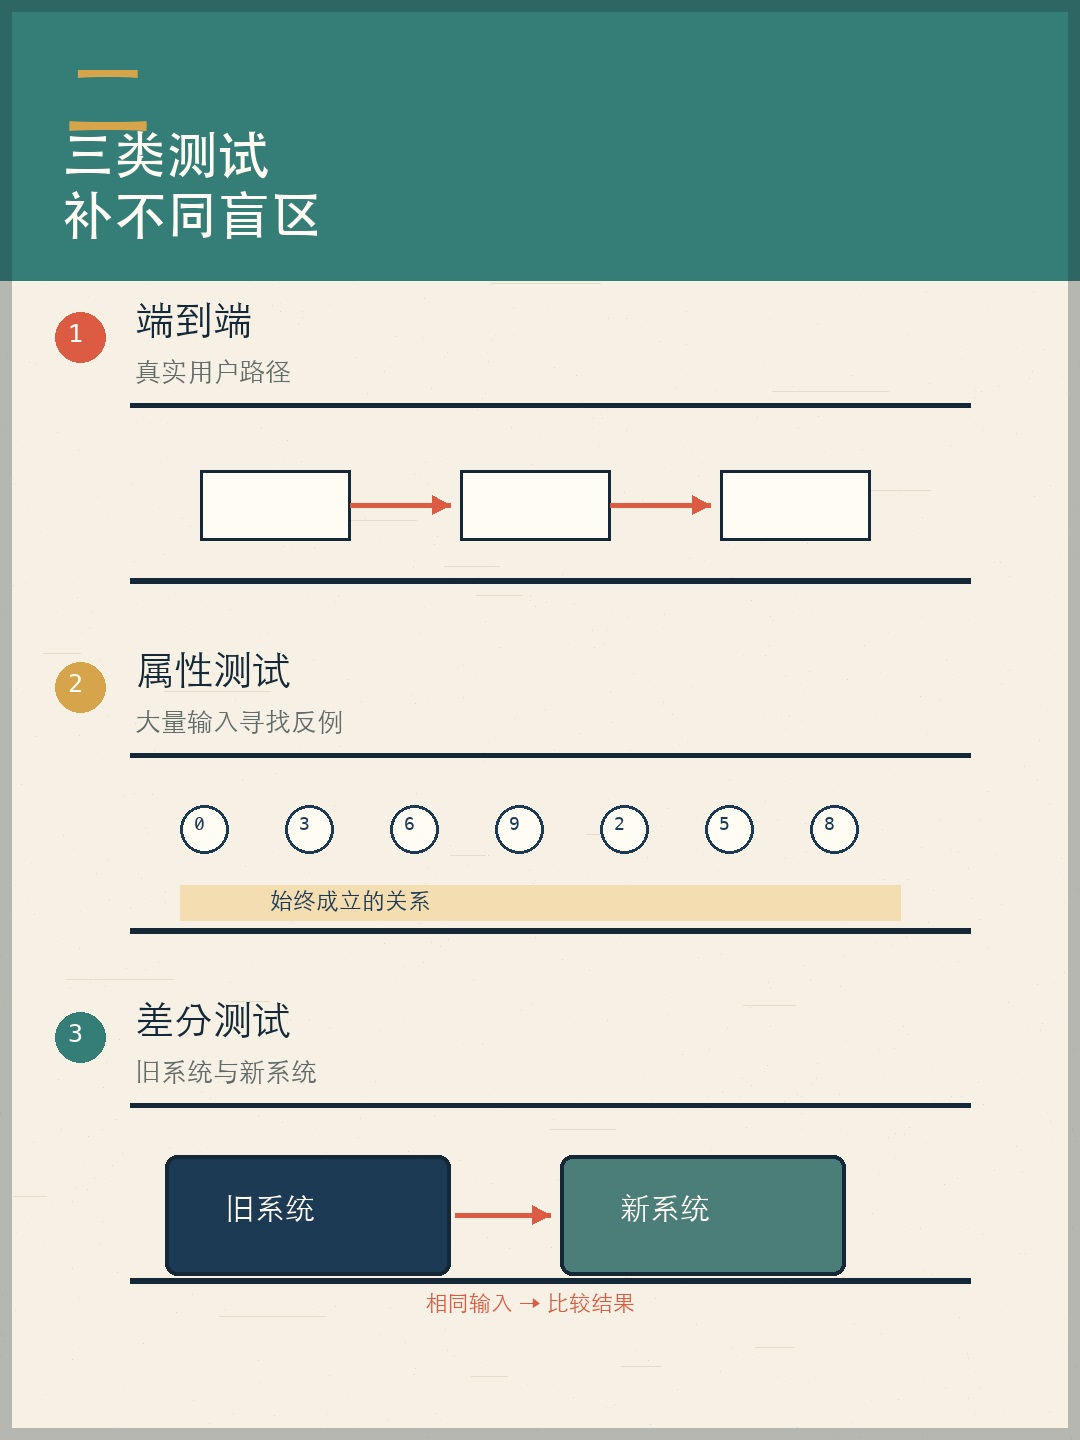 二
三类测试
补不同盲区
1
端到端
真实用户路径
2
属性测试
大量输入寻找反例
0 3 6 9 2 5 8
始终成立的关系
3
差分测试
旧系统与新系统
旧系统 新系统
相同输入 → 比较结果